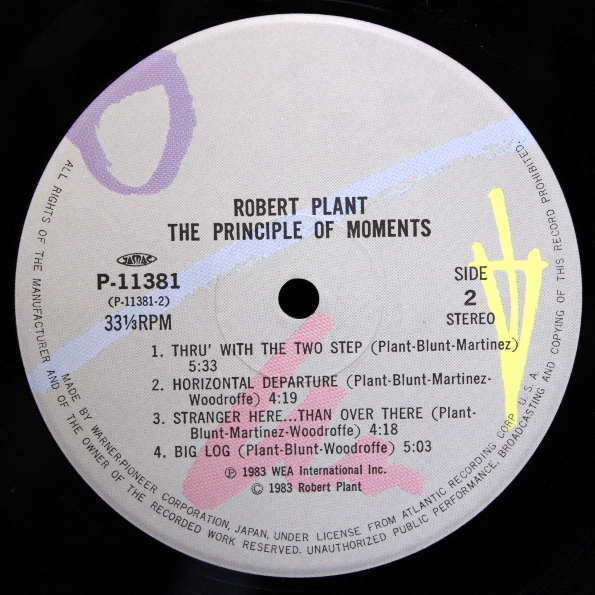 ROBERT PLANT
THE PRINCIPLE OF MOMENTS
JASRAC
P-11381
(P-11381-2)
33⅓RPM
SIDE
2
STEREO
1. THRU' WITH THE TWO STEP (Plant-Blunt-Martinez)
5:33
2. HORIZONTAL DEPARTURE (Plant-Blunt-Martinez-
Woodroffe) 4:19
3. STRANGER HERE...THAN OVER THERE (Plant-
Blunt-Martinez-Woodroffe) 4:18
4. BIG LOG (Plant-Blunt-Woodroffe) 5:03
℗ 1983 WEA International Inc.
© 1983 Robert Plant
MADE BY WARNER-PIONEER CORPORATION, JAPAN, UNDER LICENSE FROM ATLANTIC RECORDING CORP. U.S.A.
ALL RIGHTS OF THE MANUFACTURER AND OF THE OWNER OF THE RECORDED WORK RESERVED. UNAUTHORIZED PUBLIC PERFORMANCE, BROADCASTING AND COPYING OF THIS RECORD PROHIBITED.